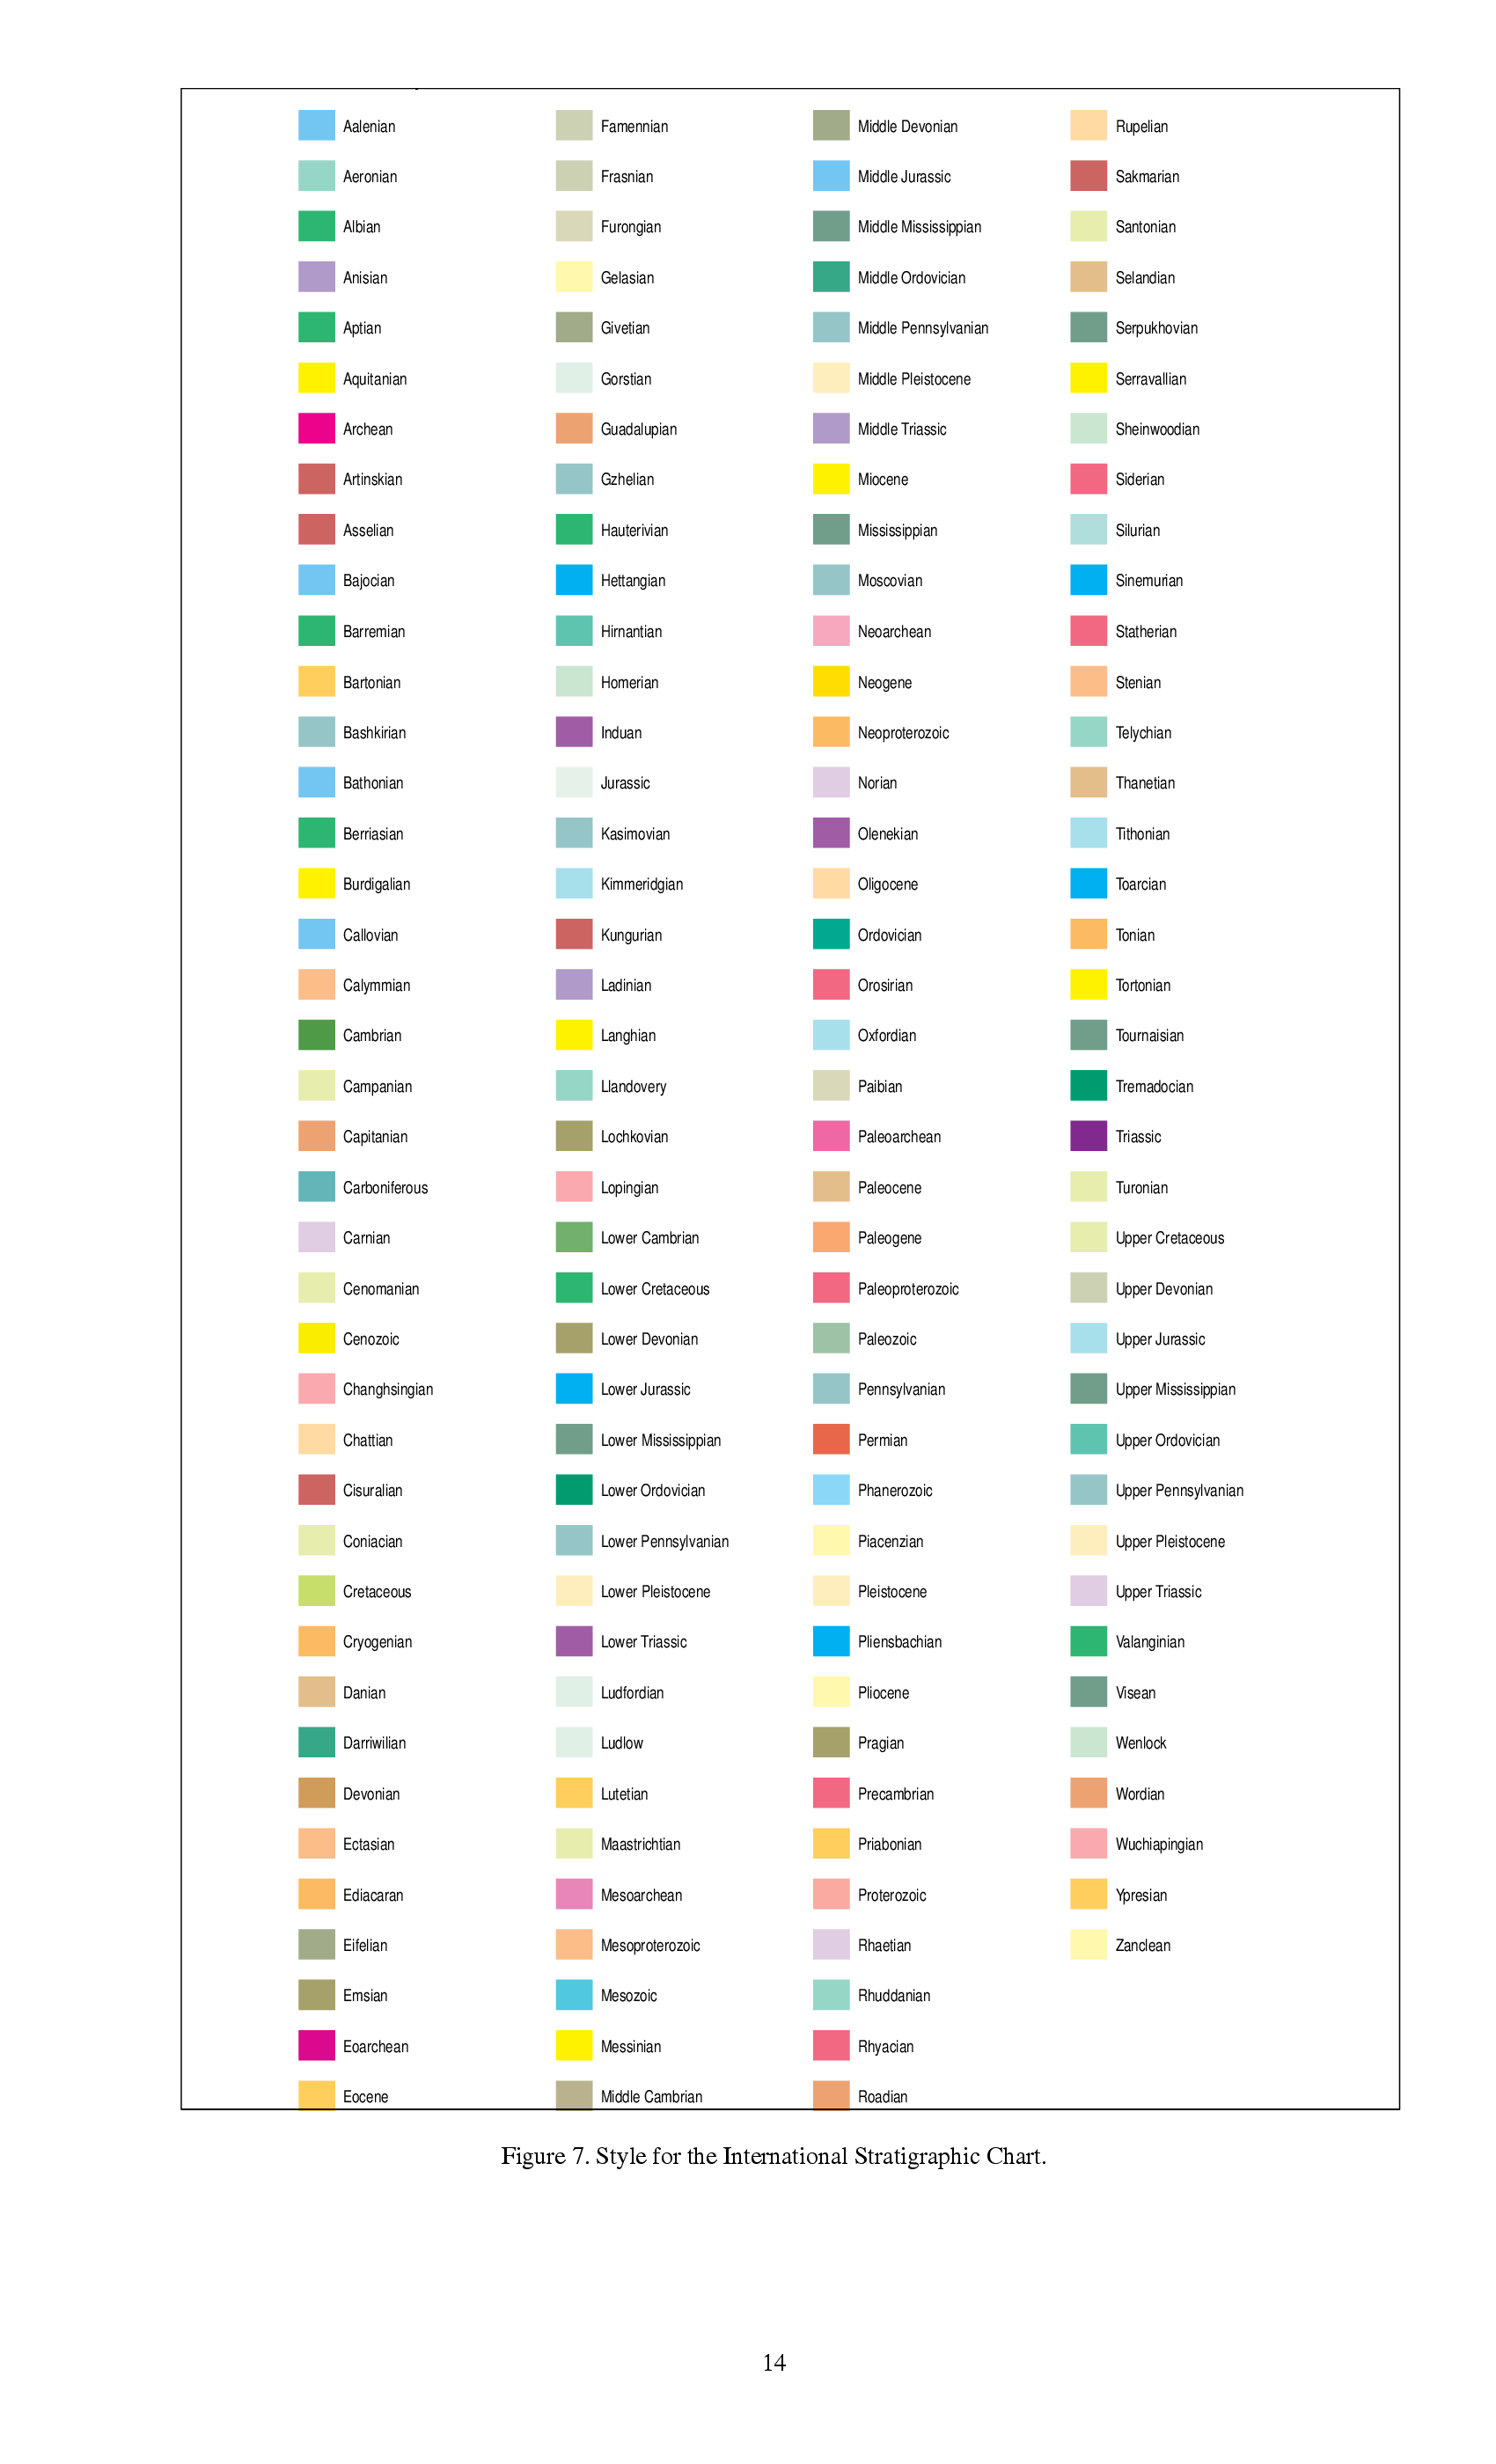 Aalenian
Aeronian
Albian
Anisian
Aptian
Aquitanian
Archean
Artinskian
Asselian
Bajocian
Barremian
Bartonian
Bashkirian
Bathonian
Berriasian
Burdigalian
Callovian
Calymmian
Cambrian
Campanian
Capitanian
Carboniferous
Carnian
Cenomanian
Cenozoic
Changhsingian
Chattian
Cisuralian
Coniacian
Cretaceous
Cryogenian
Danian
Darriwilian
Devonian
Ectasian
Ediacaran
Eifelian
Emsian
Eoarchean
Eocene
Famennian
Frasnian
Furongian
Gelasian
Givetian
Gorstian
Guadalupian
Gzhelian
Hauterivian
Hettangian
Hirnantian
Homerian
Induan
Jurassic
Kasimovian
Kimmeridgian
Kungurian
Ladinian
Langhian
Llandovery
Lochkovian
Lopingian
Lower Cambrian
Lower Cretaceous
Lower Devonian
Lower Jurassic
Lower Mississippian
Lower Ordovician
Lower Pennsylvanian
Lower Pleistocene
Lower Triassic
Ludfordian
Ludlow
Lutetian
Maastrichtian
Mesoarchean
Mesoproterozoic
Mesozoic
Messinian
Middle Cambrian
Middle Devonian
Middle Jurassic
Middle Mississippian
Middle Ordovician
Middle Pennsylvanian
Middle Pleistocene
Middle Triassic
Miocene
Mississippian
Moscovian
Neoarchean
Neogene
Neoproterozoic
Norian
Olenekian
Oligocene
Ordovician
Orosirian
Oxfordian
Paibian
Paleoarchean
Paleocene
Paleogene
Paleoproterozoic
Paleozoic
Pennsylvanian
Permian
Phanerozoic
Piacenzian
Pleistocene
Pliensbachian
Pliocene
Pragian
Precambrian
Priabonian
Proterozoic
Rhaetian
Rhuddanian
Rhyacian
Roadian
Rupelian
Sakmarian
Santonian
Selandian
Serpukhovian
Serravallian
Sheinwoodian
Siderian
Silurian
Sinemurian
Statherian
Stenian
Telychian
Thanetian
Tithonian
Toarcian
Tonian
Tortonian
Tournaisian
Tremadocian
Triassic
Turonian
Upper Cretaceous
Upper Devonian
Upper Jurassic
Upper Mississippian
Upper Ordovician
Upper Pennsylvanian
Upper Pleistocene
Upper Triassic
Valanginian
Visean
Wenlock
Wordian
Wuchiapingian
Ypresian
Zanclean
Figure 7. Style for the International Stratigraphic Chart.
14